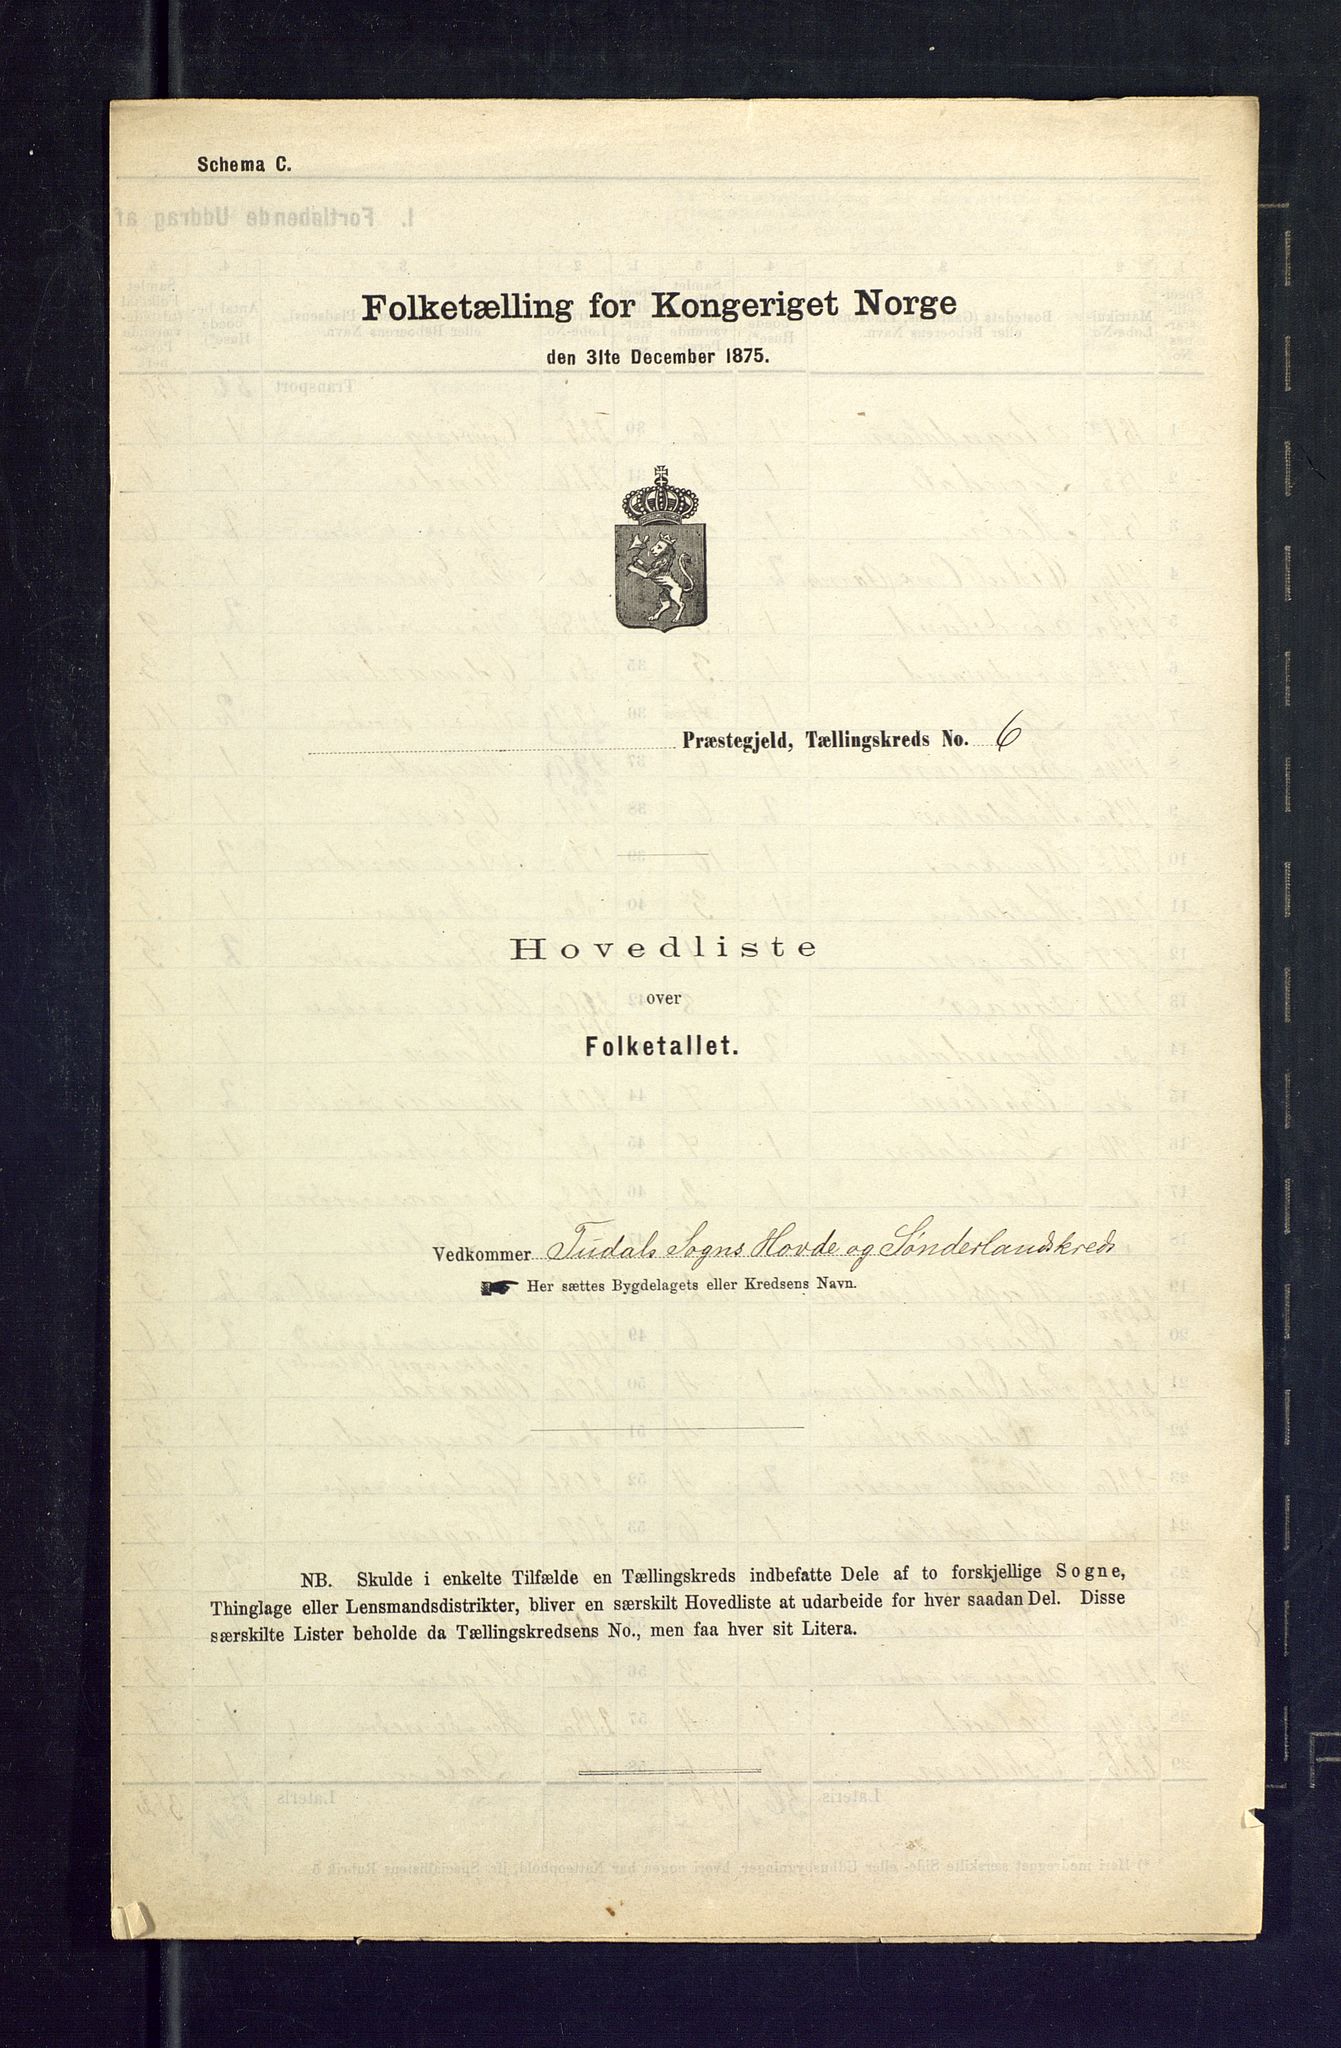 Schema C.
Folketælling for Kongeriget Norge
den 31te December 1875.
Præstegjeld, Tællingskreds No. 6
Hovedliste
over
Folketallet.
Vedkommer Tudals Sogns Hovde og Sønderlandskreds
Her sættes Bygdelagets eller Kredsens Navn.
NB. Skulde i enkelte Tilfælde en Tællingskreds indbefatte Dele af to forskjellige Sogne,
Thinglage eller Lensmandsdistrikter, bliver en særskilt Hovedliste at udarbeide for hver saadan Del. Disse
særskilte Lister beholde da Tællingskredsens No., men faa hver sit Litera.